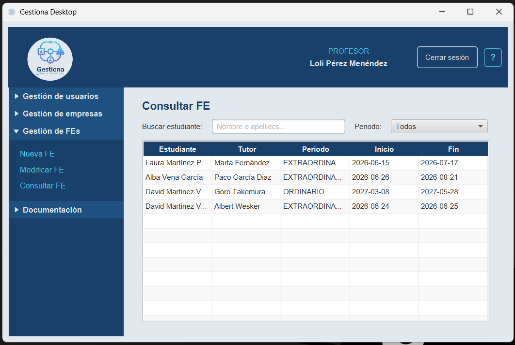 Gestiona Desktop
Gestiona
PROFESOR
Loli Pérez Menéndez
Cerrar sesión
?
Gestión de usuarios
Gestión de empresas
Gestión de FEs
Nueva FE
Modificar FE
Consultar FE
Documentación
Consultar FE
Buscar estudiante: Nombre o apellidos... Periodo: Todos
Estudiante Tutor Periodo Inicio Fin
Laura Martínez P Marta Fernández EXTRAORDINA 2026-06-15 2026-07-17
Alba Vena García Paco García Díaz EXTRAORDINA... 2026-06-26 2026-08-21
David Martínez V Goro Takemura ORDINARIO 2027-03-08 2027-05-28
David Martínez V... Albert Wesker EXTRAORDINA... 2026-06-24 2026-06-25